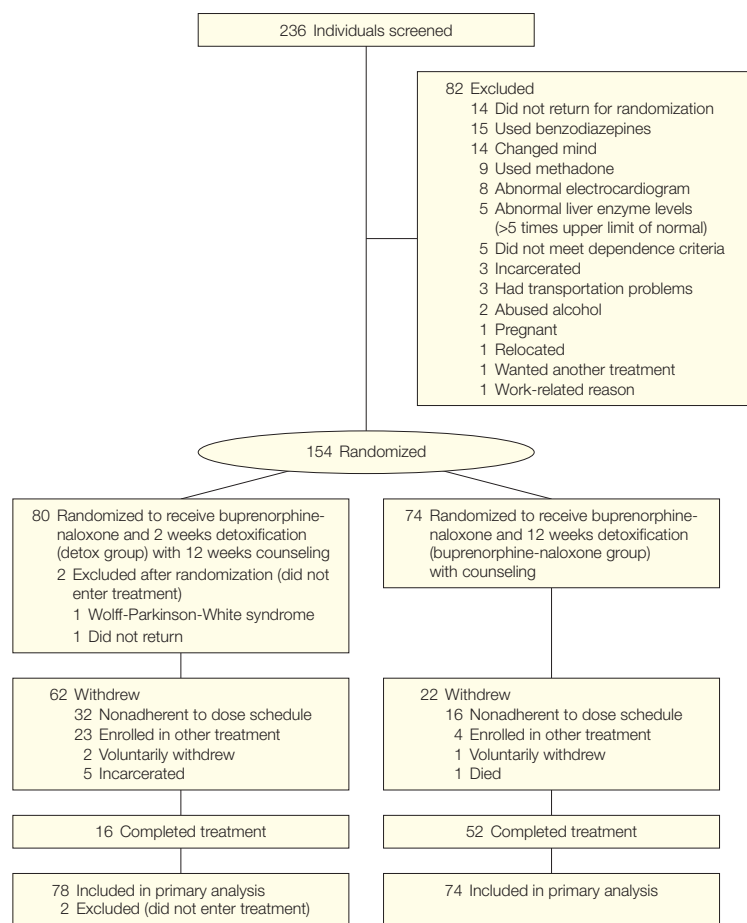 236 Individuals screened
82 Excluded
14 Did not return for randomization
15 Used benzodiazepines
14 Changed mind
9 Used methadone
8 Abnormal electrocardiogram
5 Abnormal liver enzyme levels
(>5 times upper limit of normal)
5 Did not meet dependence criteria
3 Incarcerated
3 Had transportation problems
2 Abused alcohol
1 Pregnant
1 Relocated
1 Wanted another treatment
1 Work-related reason
154 Randomized
80 Randomized to receive buprenorphine-
naloxone and 2 weeks detoxification
(detox group) with 12 weeks counseling
2 Excluded after randomization (did not
enter treatment)
1 Wolff-Parkinson-White syndrome
1 Did not return
74 Randomized to receive buprenorphine-
naloxone and 12 weeks detoxification
(buprenorphine-naloxone group)
with counseling
62 Withdrew
32 Nonadherent to dose schedule
23 Enrolled in other treatment
2 Voluntarily withdrew
5 Incarcerated
22 Withdrew
16 Nonadherent to dose schedule
4 Enrolled in other treatment
1 Voluntarily withdrew
1 Died
16 Completed treatment
52 Completed treatment
78 Included in primary analysis
2 Excluded (did not enter treatment)
74 Included in primary analysis